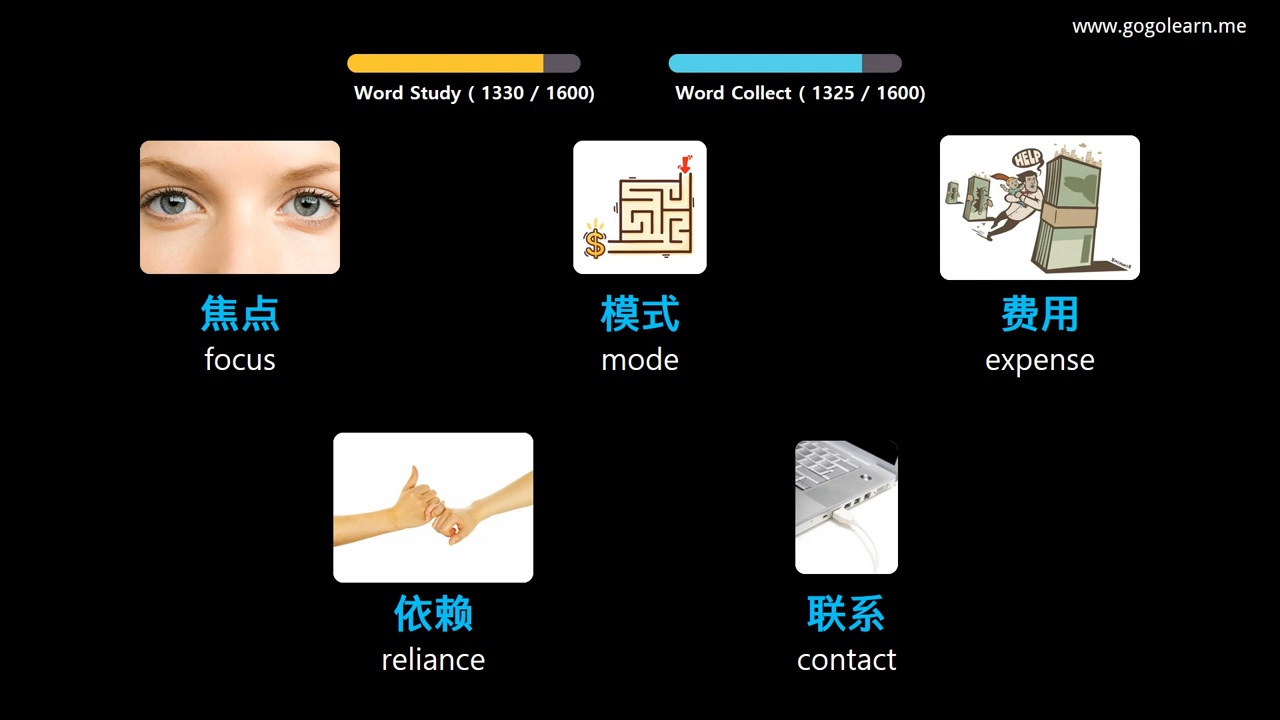 www.gogolearn.me
Word Study ( 1330 / 1600)
Word Collect ( 1325 / 1600)
HELP
$
焦点
focus
模式
mode
费用
expense
依赖
reliance
联系
contact